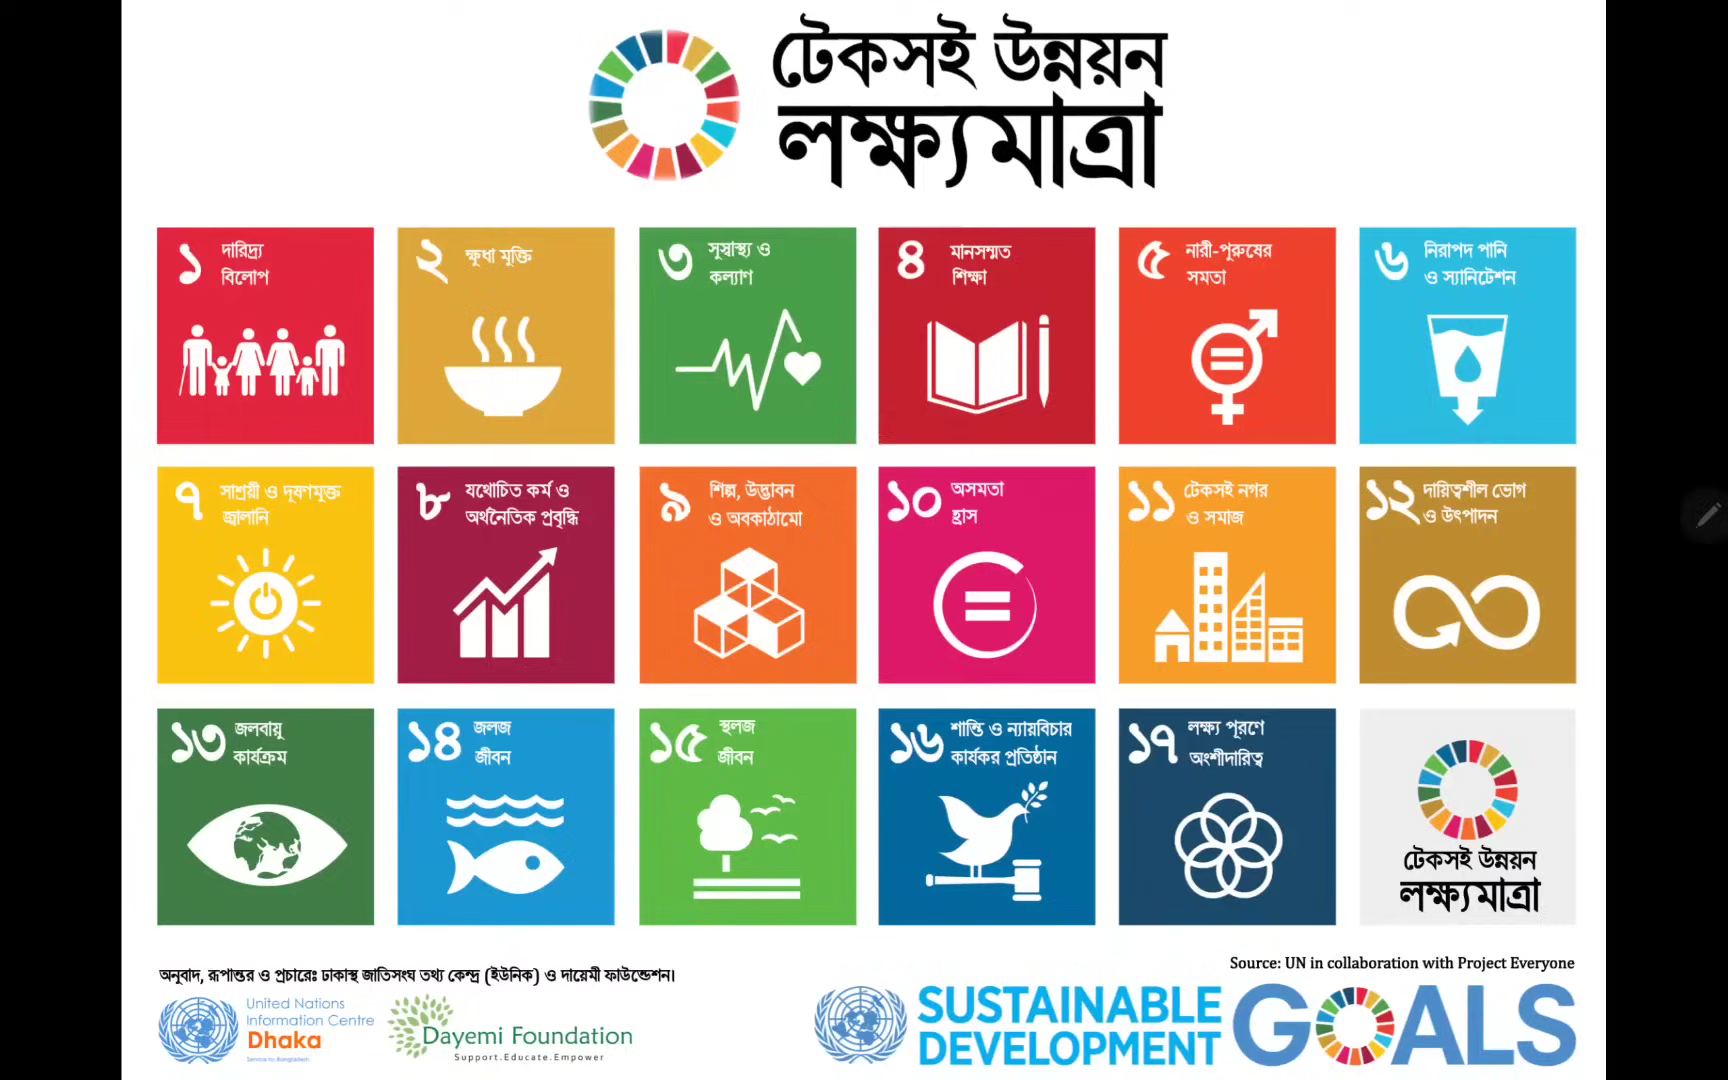 টেকসই উন্নয়ন
লক্ষ্যমাত্রা
১ দারিদ্র্য
বিলোপ
২ ক্ষুধা মুক্তি
৩ সুস্বাস্থ্য ও
কল্যাণ
৪ মানসম্মত
শিক্ষা
৫ নারী-পুরুষের
সমতা
৬ নিরাপদ পানি
ও স্যানিটেশন
৭ সাশ্রয়ী ও দূষণমুক্ত
জ্বালানি
৮ যথোচিত কর্ম ও
অর্থনৈতিক প্রবৃদ্ধি
৯ শিল্প, উদ্ভাবন
ও অবকাঠামো
১০ অসমতা
হ্রাস
১১ টেকসই নগর
ও সমাজ
১২ দায়িত্বশীল ভোগ
ও উৎপাদন
১৩ জলবায়ু
কার্যক্রম
১৪ জলজ
জীবন
১৫ স্থলজ
জীবন
১৬ শান্তি ও ন্যায়বিচার
কার্যকর প্রতিষ্ঠান
১৭ লক্ষ্য পূরণে
অংশীদারিত্ব
টেকসই উন্নয়ন
লক্ষ্যমাত্রা
অনুবাদ, রূপান্তর ও প্রচারেঃ ঢাকাস্থ জাতিসংঘ তথ্য কেন্দ্র (ইউনিক) ও দায়েমী ফাউন্ডেশন।
United Nations
Information Centre
Dhaka
Service to Bangladesh
Dayemi Foundation
Support.Educate.Empower
Source: UN in collaboration with Project Everyone
SUSTAINABLE
DEVELOPMENT
GOALS